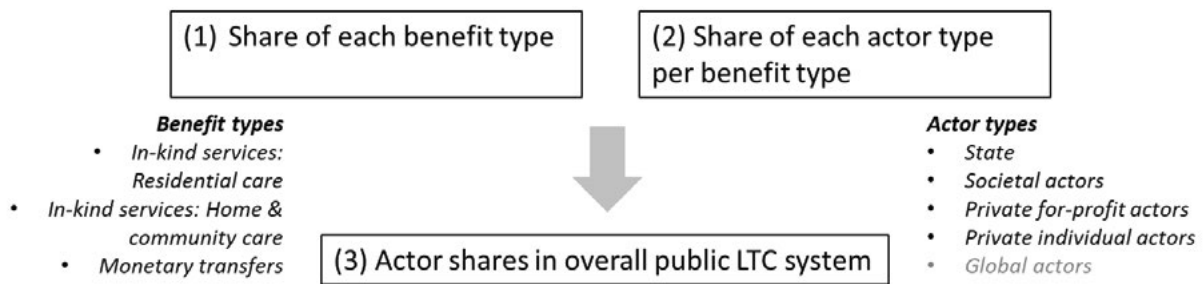 (1) Share of each benefit type
(2) Share of each actor type
per benefit type
Benefit types
• In-kind services:
Residential care
• In-kind services: Home &
community care
• Monetary transfers
Actor types
• State
• Societal actors
• Private for-profit actors
• Private individual actors
• Global actors
(3) Actor shares in overall public LTC system